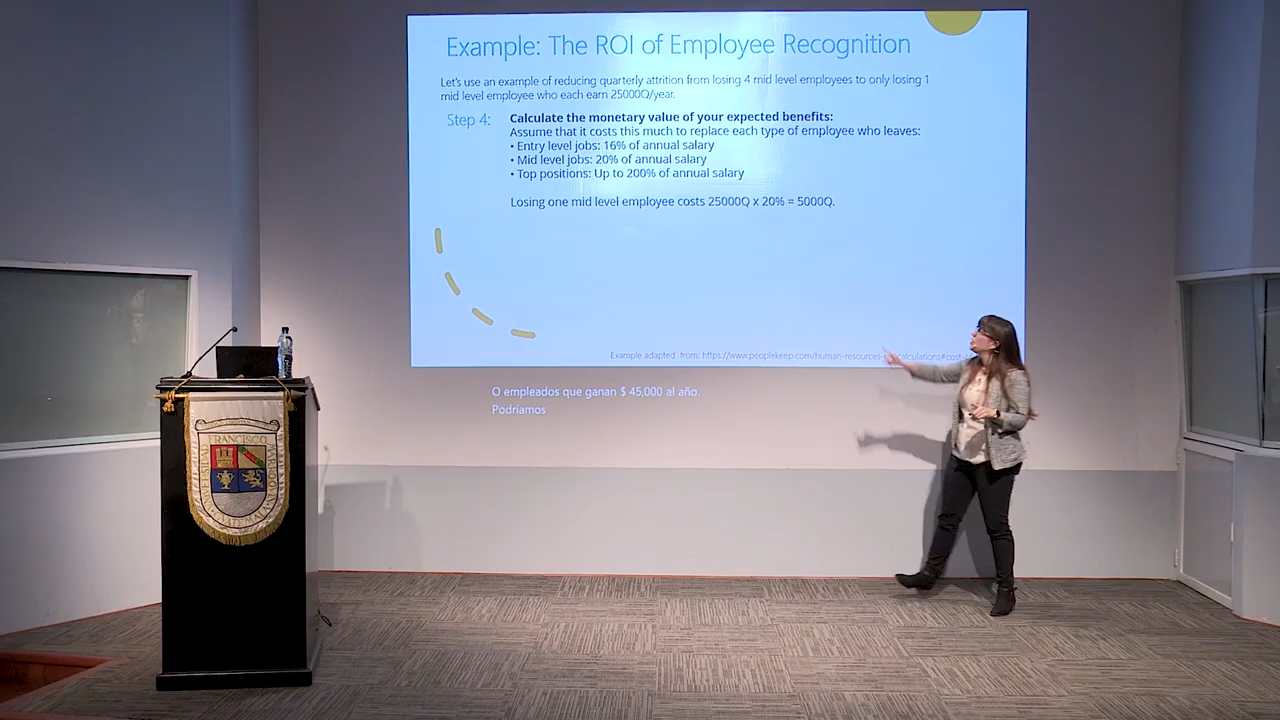 Example: The ROI of Employee Recognition
Let's use an example of reducing quarterly attrition from losing 4 mid level employees to only losing 1
mid level employee who each earn 25000Q/year.
Step 4: Calculate the monetary value of your expected benefits:
Assume that it costs this much to replace each type of employee who leaves:
• Entry level jobs: 16% of annual salary
• Mid level jobs: 20% of annual salary
• Top positions: Up to 200% of annual salary
Losing one mid level employee costs 25000Q x 20% = 5000Q.
Example adapted from: https://www.peoplekeep.com/human-resources- calculations#cost-
O empleados que ganan $ 45,000 al año.
Podríamos
FRANCISCO
MARROQUIN
UNIVERSIDAD
GUATEMALA